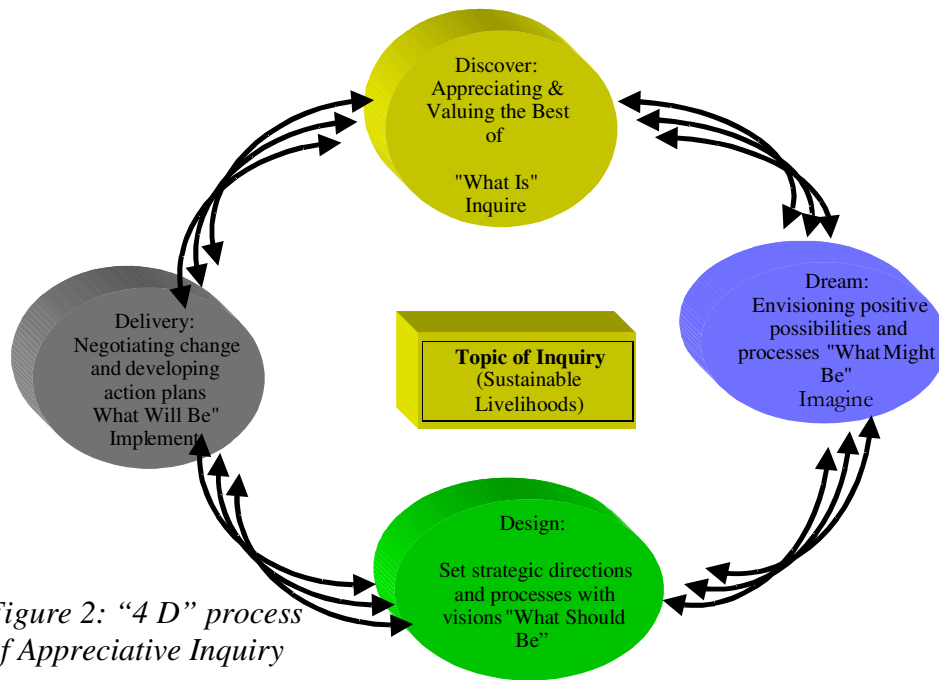 Discover:
Appreciating &
Valuing the Best
of
"What Is"
Inquire
Dream:
Envisioning positive
possibilities and
processes "What Might
Be"
Imagine
Delivery:
Negotiating change
and developing
action plans
What Will Be"
Implement
Topic of Inquiry
(Sustainable
Livelihoods)
Design:
Set strategic directions
and processes with
visions "What Should
Be”
igure 2: “4 D” process
f Appreciative Inquiry